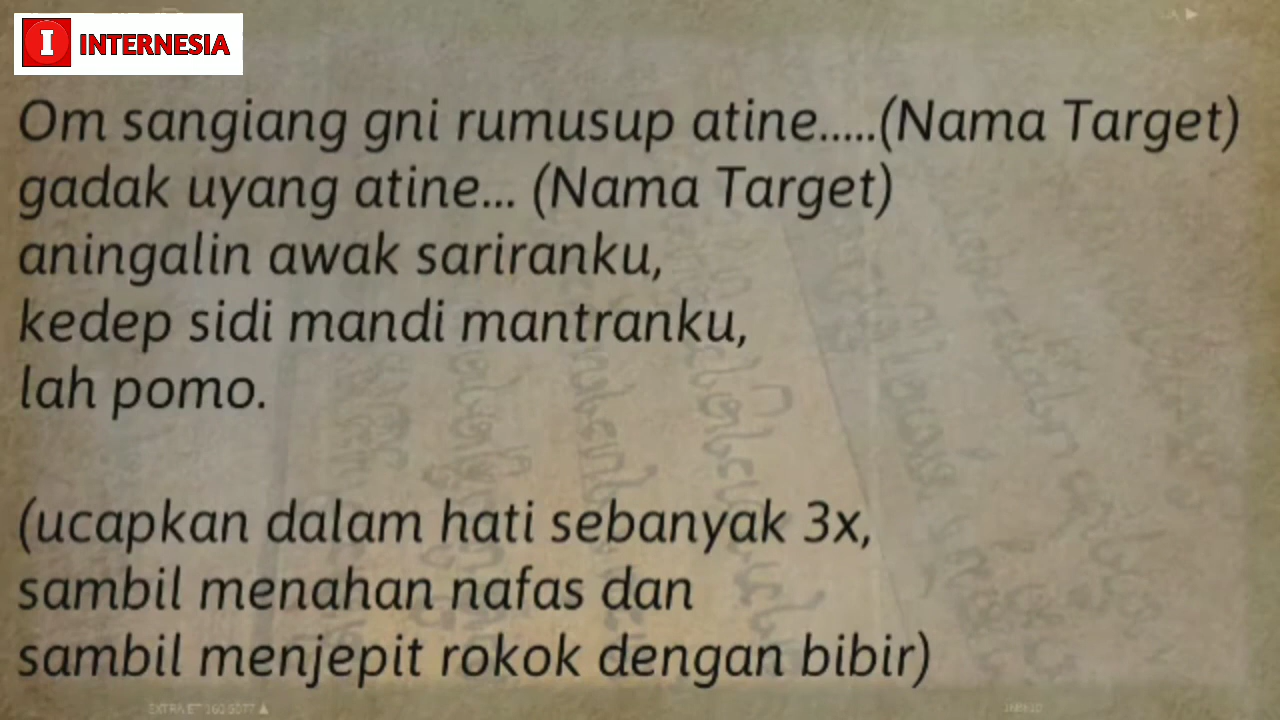 I INTERNESIA
Om sangiang gni rumusup atine.....(Nama Target)
gadak uyang atine... (Nama Target)
aningalin awak sariranku,
kedep sidi mandi mantranku,
lah pomo.
(ucapkan dalam hati sebanyak 3x,
sambil menahan nafas dan
sambil menjepit rokok dengan bibir)